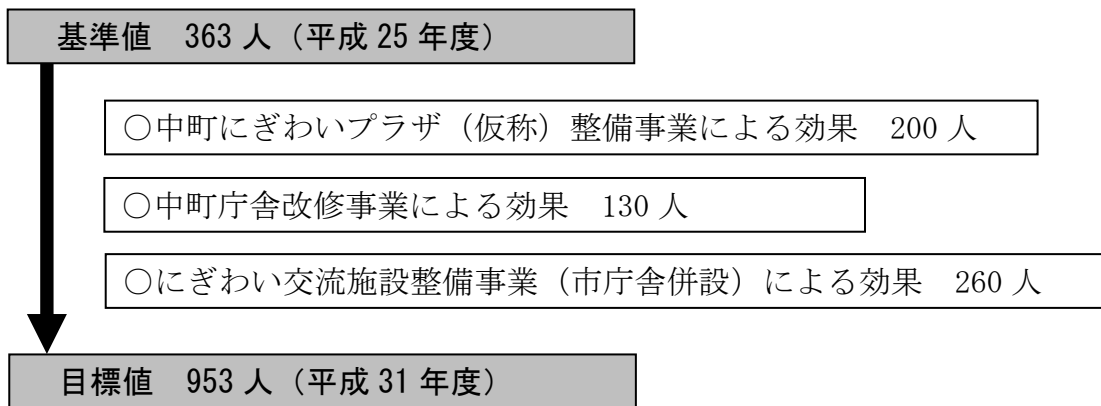 基準値　363 人（平成 25 年度）
○中町にぎわいプラザ（仮称）整備事業による効果　200 人
○中町庁舎改修事業による効果　130 人
○にぎわい交流施設整備事業（市庁舎併設）による効果　260 人
目標値　953 人（平成 31 年度）